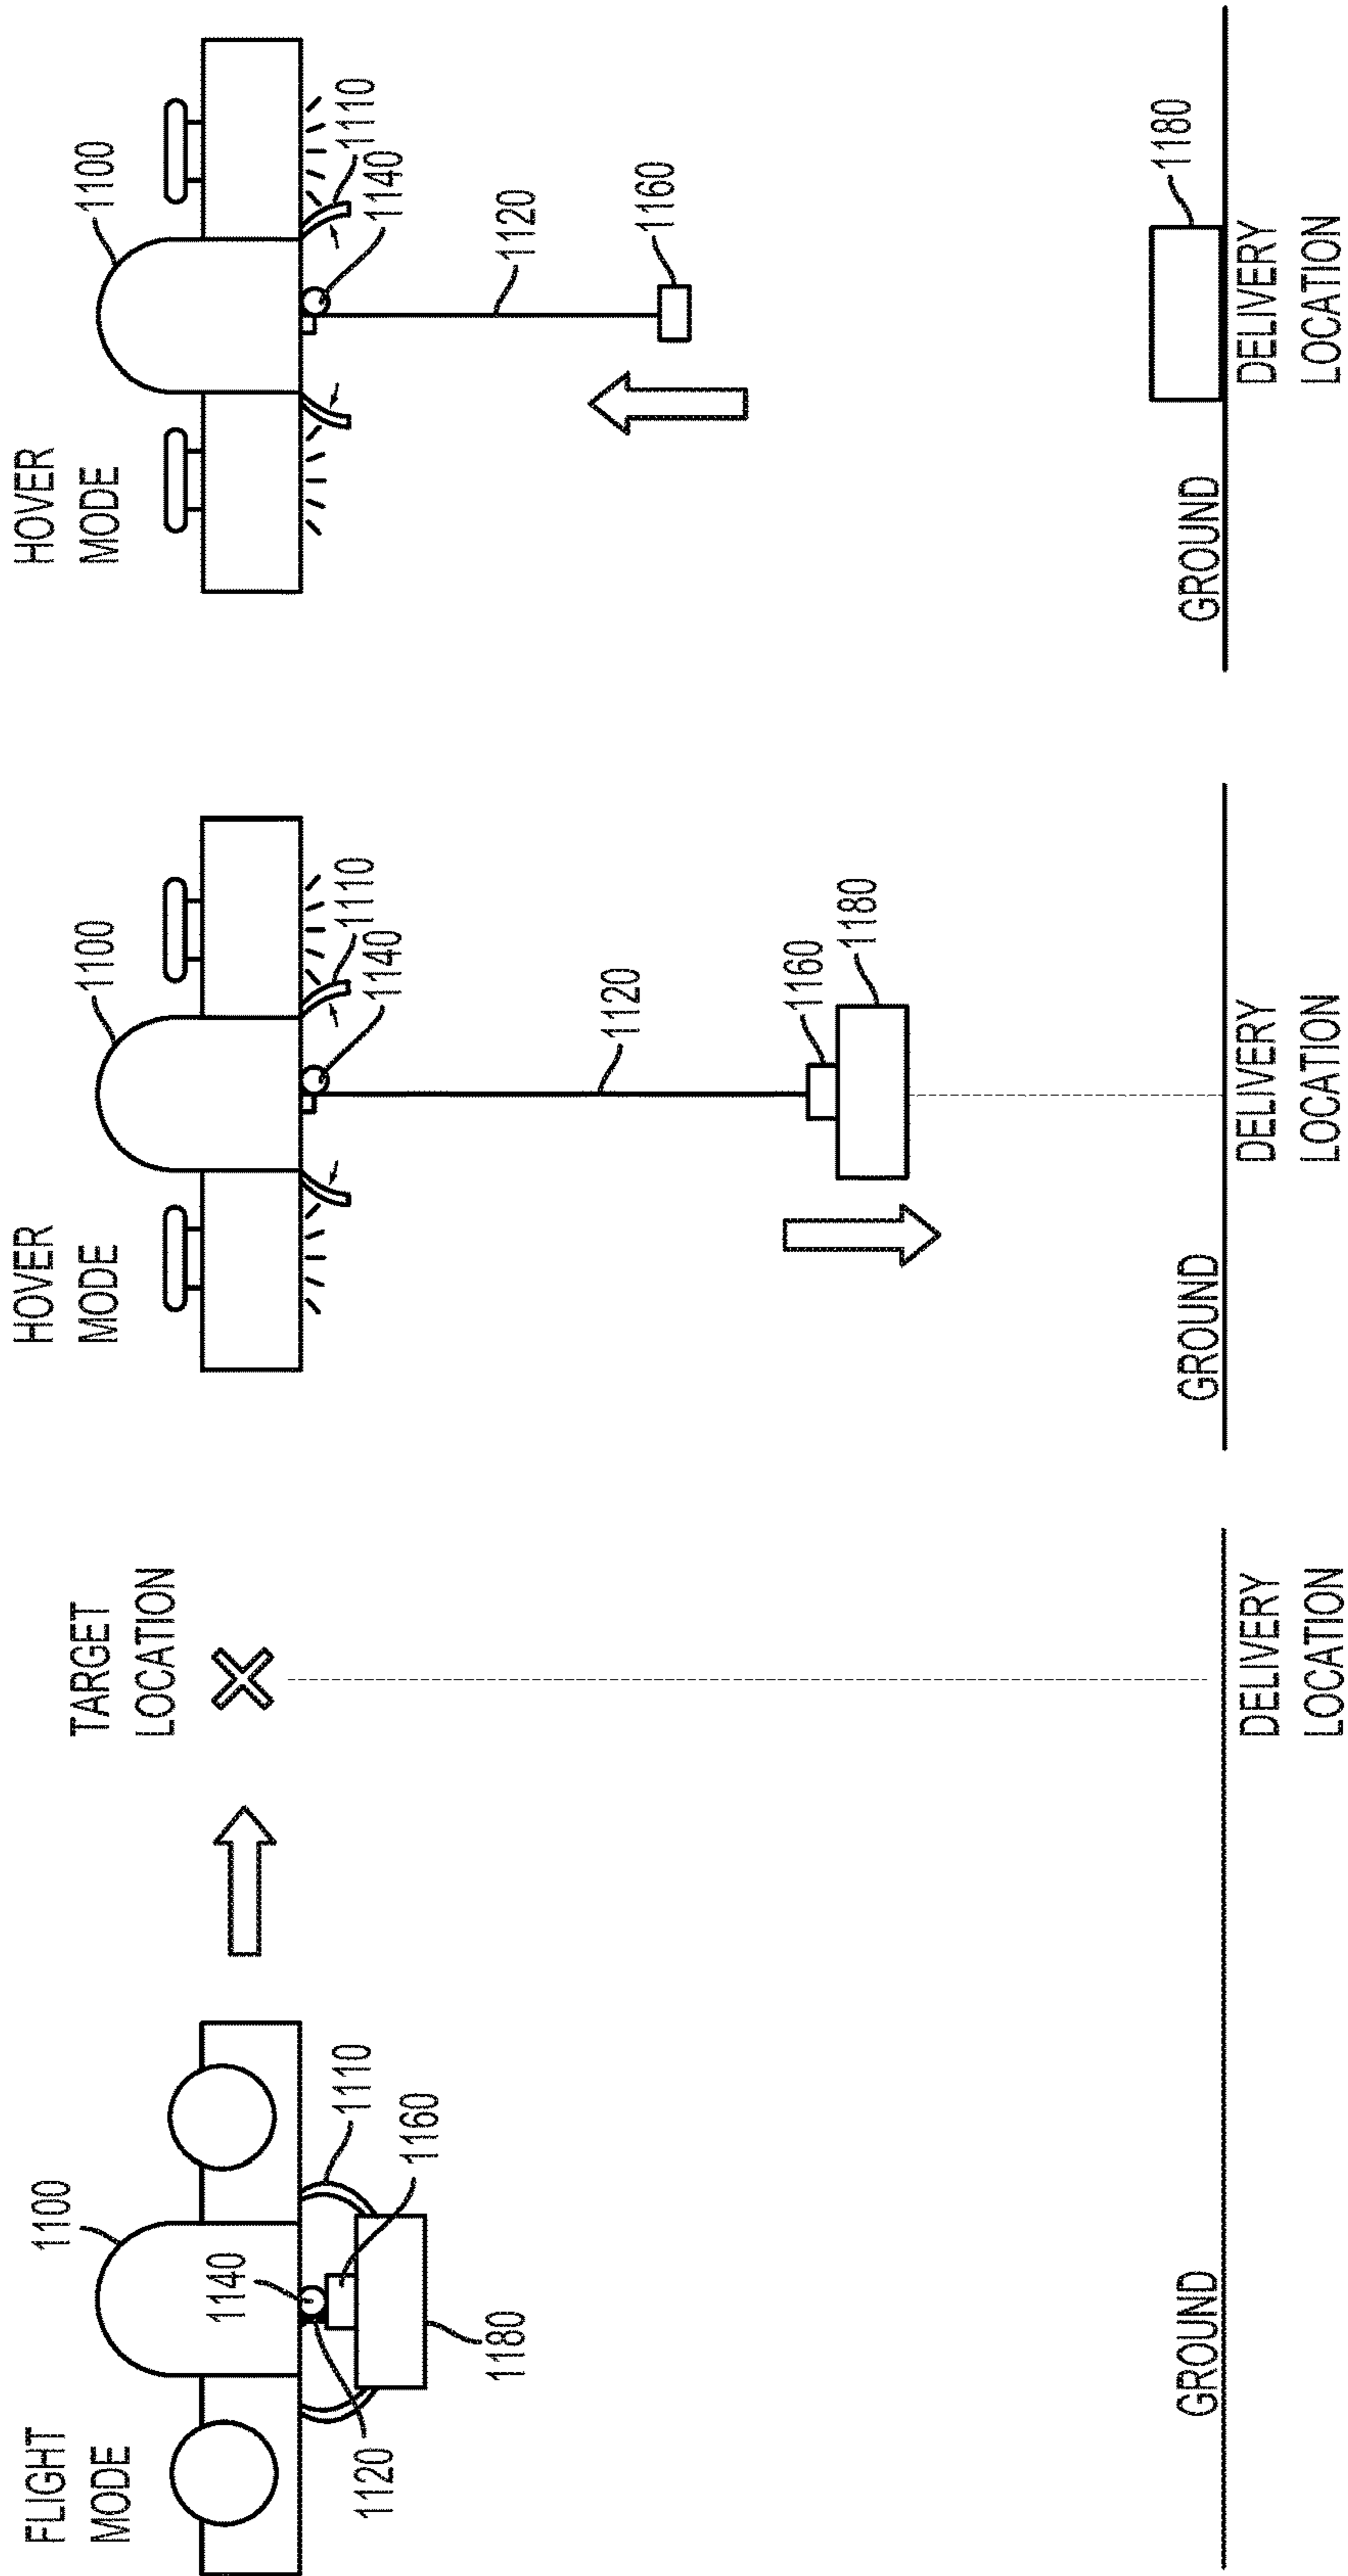 FLIGHT
MODE
1100
1140
1120
1110
1160
1180
TARGET
LOCATION
GROUND
DELIVERY
LOCATION
HOVER
MODE
1100
1110
1140
1120
1160
1180
GROUND
DELIVERY
LOCATION
HOVER
MODE
1100
1110
1140
1120
1160
1180
GROUND
DELIVERY
LOCATION